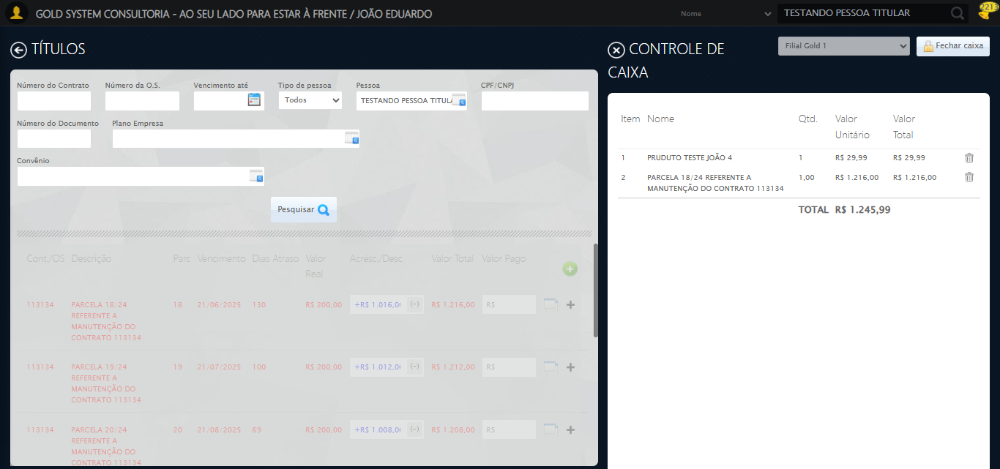 GOLD SYSTEM CONSULTORIA - AO SEU LADO PARA ESTAR À FRENTE / JOÃO EDUARDO
Nome
TESTANDO PESSOA TITULAR
2213
TÍTULOS
Número do Contrato
Número da O.S.
Vencimento até
Tipo de pessoa
Pessoa
CPF/CNPJ
Todos
TESTANDO PESSOA TITUL
Número do Documento
Plano Empresa
Convênio
Pesquisar
Cont./OS Descrição Parc Vencimento Dias Atraso Valor Real Acrésc./Desc. Valor Total Valor Pago
113134 PARCELA 18/24 18 21/06/2025 130 R$ 200,00 +R$ 1.016,0 (-) R$ 1.216,00 R$
REFERENTE A
MANUTENÇÃO DO
CONTRATO 113134
113134 PARCELA 19/24 19 21/07/2025 100 R$ 200,00 +R$ 1.012,0 (-) R$ 1.212,00 R$
REFERENTE A
MANUTENÇÃO DO
CONTRATO 113134
113134 PARCELA 20/24 20 21/08/2025 69 R$ 200,00 +R$ 1.008,0 (-) R$ 1.208,00 R$
REFERENTE A
MANUTENÇÃO DO
CONTRATO 113134
CONTROLE DE
CAIXA
Filial Gold 1
Fechar caixa
Item Nome Qtd. Valor Unitário Valor Total
1 PRUDUTO TESTE JOÃO 4 1 R$ 29,99 R$ 29,99
2 PARCELA 18/24 REFERENTE A 1,00 R$ 1.216,00 R$ 1.216,00
MANUTENÇÃO DO CONTRATO 113134
TOTAL R$ 1.245,99